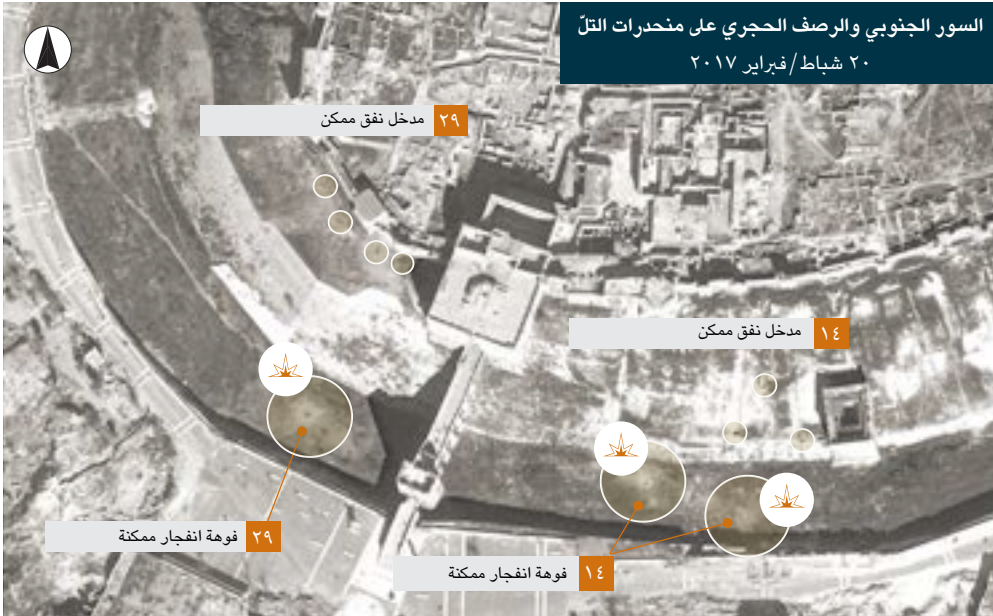 السور الجنوبي والرصف الحجري على منحدرات التلّ
٢٠ شباط/فبراير ٢٠١٧
٢٩ مدخل نفق ممكن
١٤ مدخل نفق ممكن
٢٩ فوهة انفجار ممكنة
١٤ فوهة انفجار ممكنة